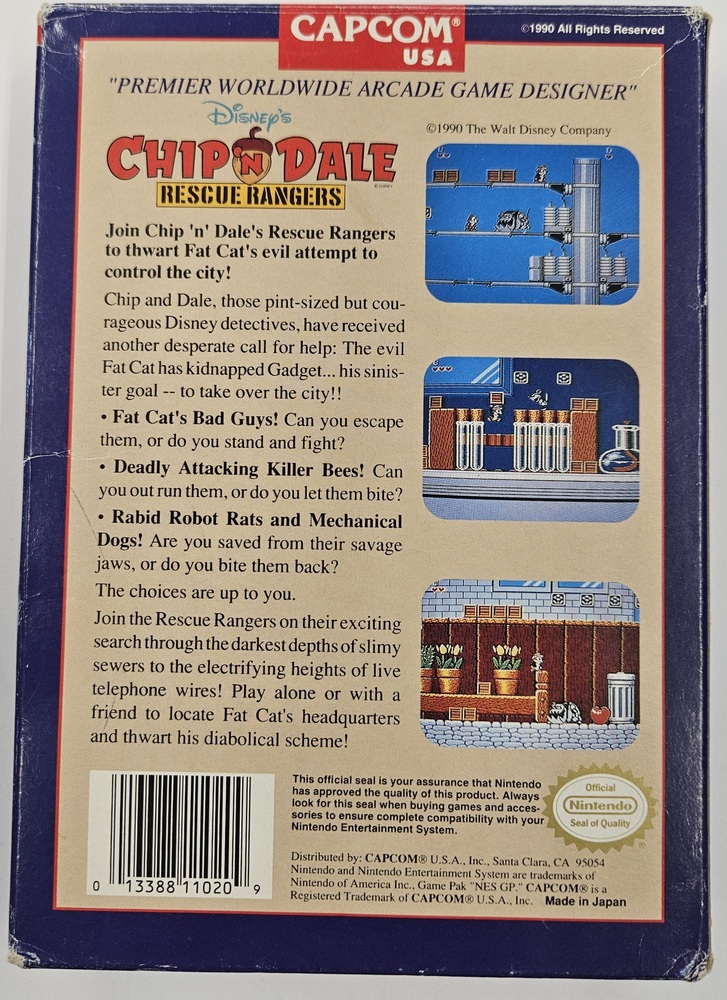 CAPCOM®
USA
©1990 All Rights Reserved
"PREMIER WORLDWIDE ARCADE GAME DESIGNER"
Disney's
CHIP 'N DALE
RESCUE RANGERS
©1990 The Walt Disney Company
Join Chip 'n' Dale's Rescue Rangers
to thwart Fat Cat's evil attempt to
control the city!
Chip and Dale, those pint-sized but cou-
rageous Disney detectives, have received
another desperate call for help: The evil
Fat Cat has kidnapped Gadget... his sinis-
ter goal -- to take over the city!!
• Fat Cat's Bad Guys! Can you escape
them, or do you stand and fight?
• Deadly Attacking Killer Bees! Can
you out run them, or do you let them bite?
• Rabid Robot Rats and Mechanical
Dogs! Are you saved from their savage
jaws, or do you bite them back?
The choices are up to you.
Join the Rescue Rangers on their exciting
search through the darkest depths of slimy
sewers to the electrifying heights of live
telephone wires! Play alone or with a
friend to locate Fat Cat's headquarters
and thwart his diabolical scheme!
0 13388 11020 9
This official seal is your assurance that Nintendo
has approved the quality of this product. Always
look for this seal when buying games and acces-
sories to ensure complete compatibility with your
Nintendo Entertainment System.
Official
Nintendo
Seal of Quality
Distributed by: CAPCOM® U.S.A., Inc., Santa Clara, CA 95054
Nintendo and Nintendo Entertainment System are trademarks of
Nintendo of America Inc., Game Pak "NES GP." CAPCOM® is a
Registered Trademark of CAPCOM® U.S.A., Inc. Made in Japan